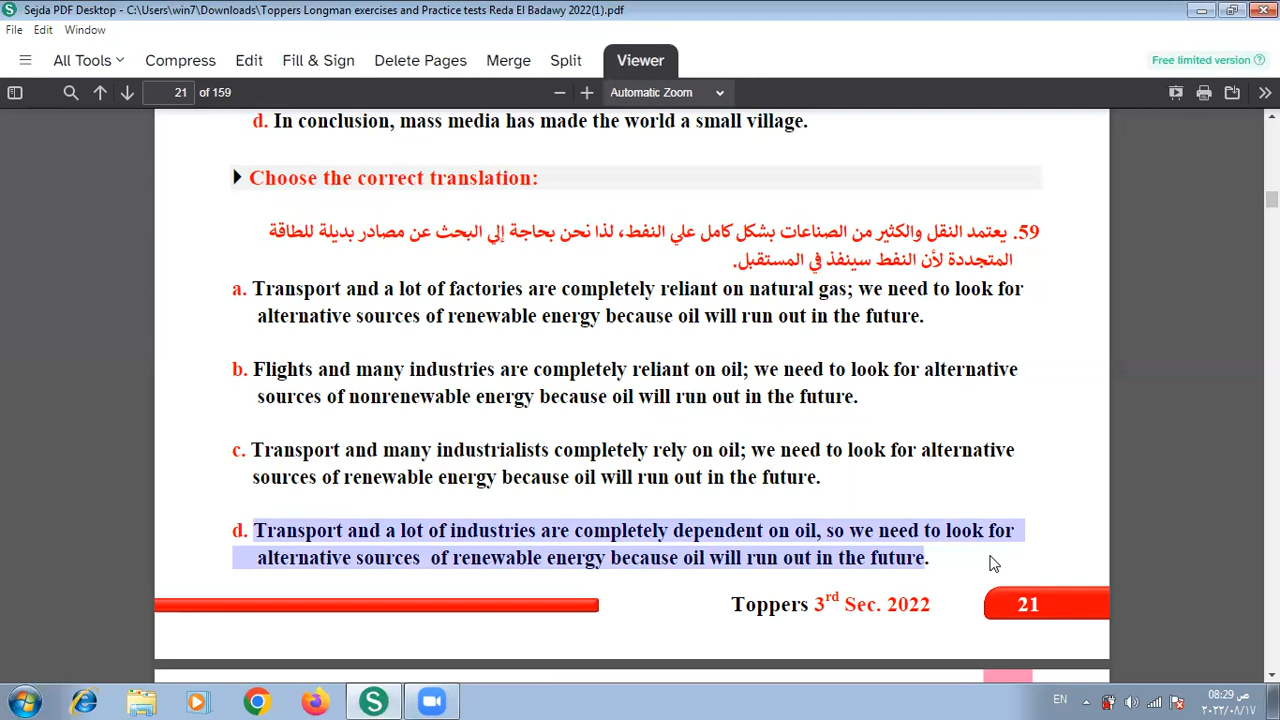 Sejda PDF Desktop - C:\Users\win7\Downloads\Toppers Longman exercises and Practice tests Reda El Badawy 2022(1).pdf
File Edit Window
All Tools Compress Edit Fill & Sign Delete Pages Merge Split Viewer Free limited version
21 of 159 Automatic Zoom
d. In conclusion, mass media has made the world a small village.
Choose the correct translation:
59. يعتمد النقل والكثير من الصناعات بشكل كامل علي النفط، لذا نحن بحاجة إلي البحث عن مصادر بديلة للطاقة
المتجددة لأن النفط سينفذ في المستقبل.
a. Transport and a lot of factories are completely reliant on natural gas; we need to look for
alternative sources of renewable energy because oil will run out in the future.
b. Flights and many industries are completely reliant on oil; we need to look for alternative
sources of nonrenewable energy because oil will run out in the future.
c. Transport and many industrialists completely rely on oil; we need to look for alternative
sources of renewable energy because oil will run out in the future.
d. Transport and a lot of industries are completely dependent on oil, so we need to look for
alternative sources of renewable energy because oil will run out in the future.
Toppers 3rd Sec. 2022 21
EN 08:29 ص
٢٠٢٢/٠٨/١٧